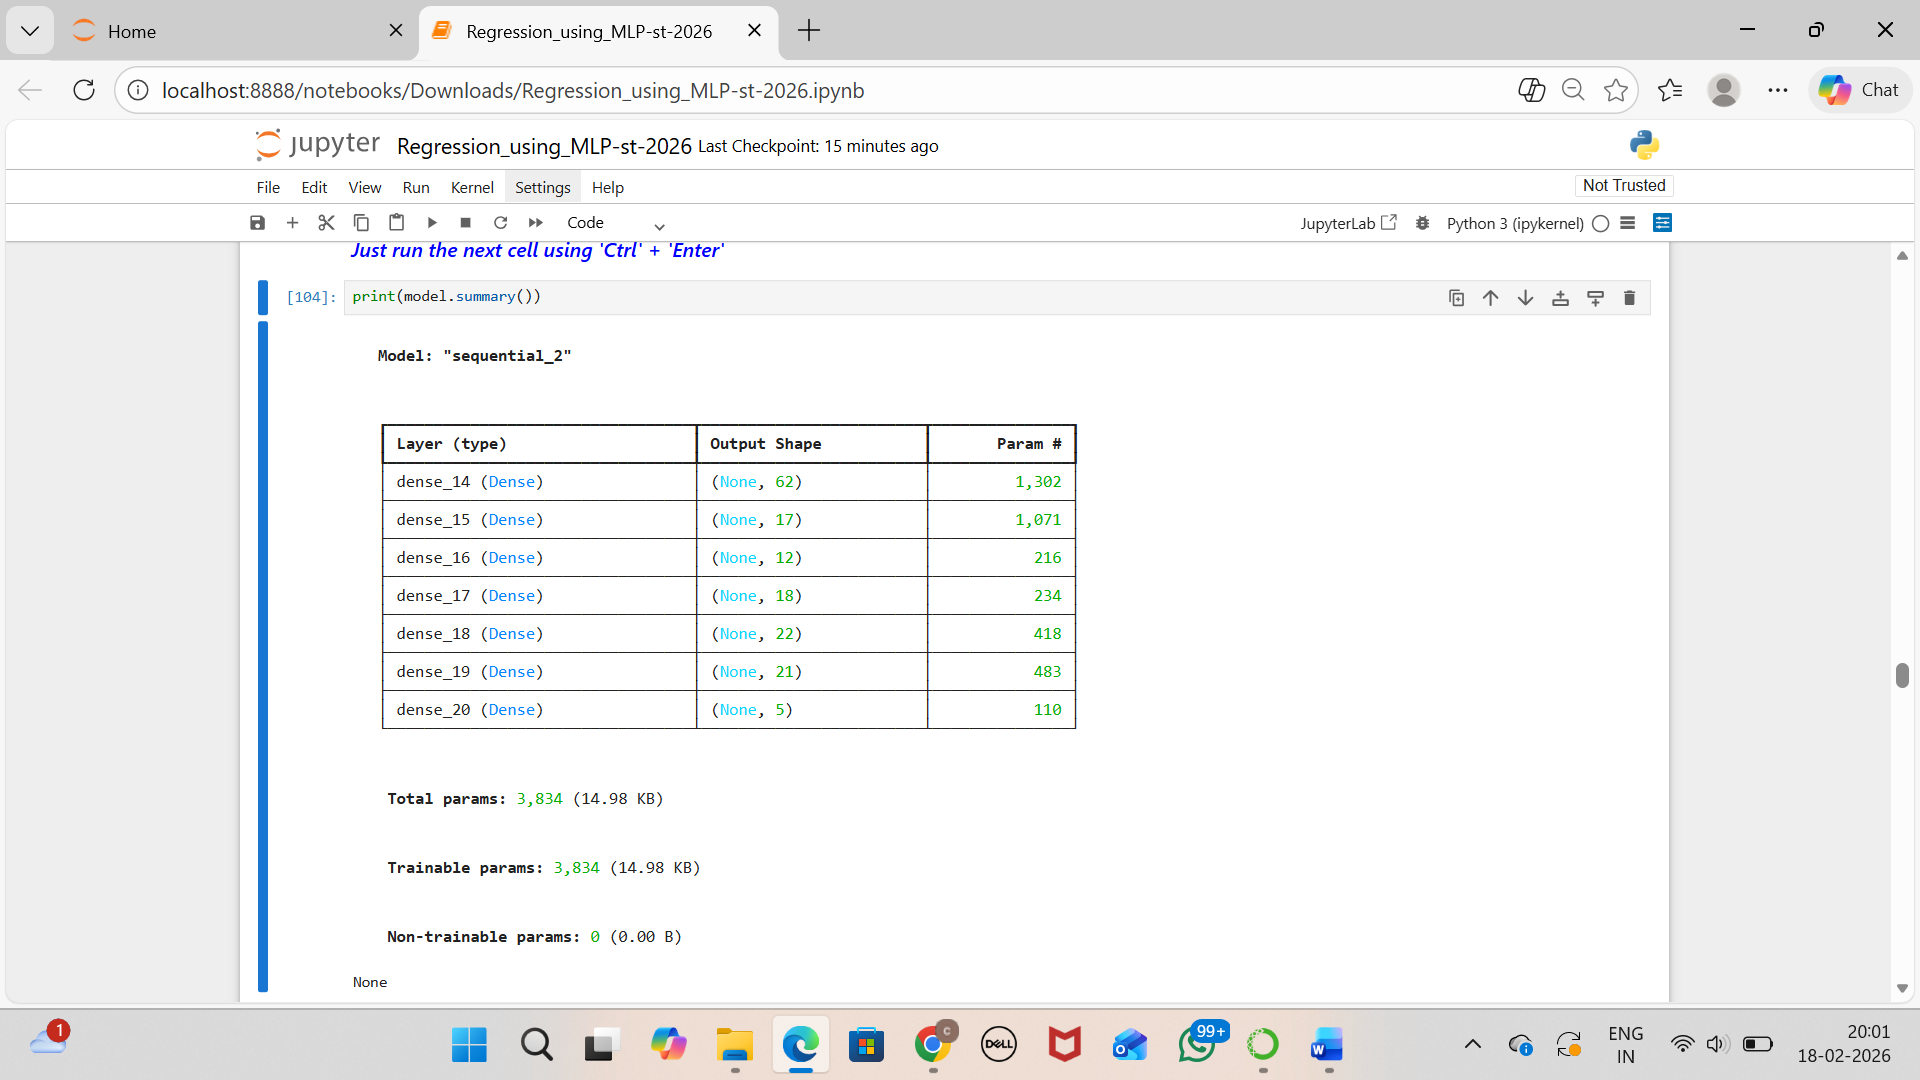 Home
Regression_using_MLP-st-2026
localhost:8888/notebooks/Downloads/Regression_using_MLP-st-2026.ipynb
Chat
jupyter Regression_using_MLP-st-2026 Last Checkpoint: 15 minutes ago
File Edit View Run Kernel Settings Help
Not Trusted
Code
JupyterLab
Python 3 (ipykernel)
Just run the next cell using 'Ctrl' + 'Enter'
[104]: print(model.summary())
Model: "sequential_2"
Layer (type) Output Shape Param #
dense_14 (Dense) (None, 62) 1,302
dense_15 (Dense) (None, 17) 1,071
dense_16 (Dense) (None, 12) 216
dense_17 (Dense) (None, 18) 234
dense_18 (Dense) (None, 22) 418
dense_19 (Dense) (None, 21) 483
dense_20 (Dense) (None, 5) 110
Total params: 3,834 (14.98 KB)
Trainable params: 3,834 (14.98 KB)
Non-trainable params: 0 (0.00 B)
None
1
C
DELL
99+
ENG
IN
20:01
18-02-2026